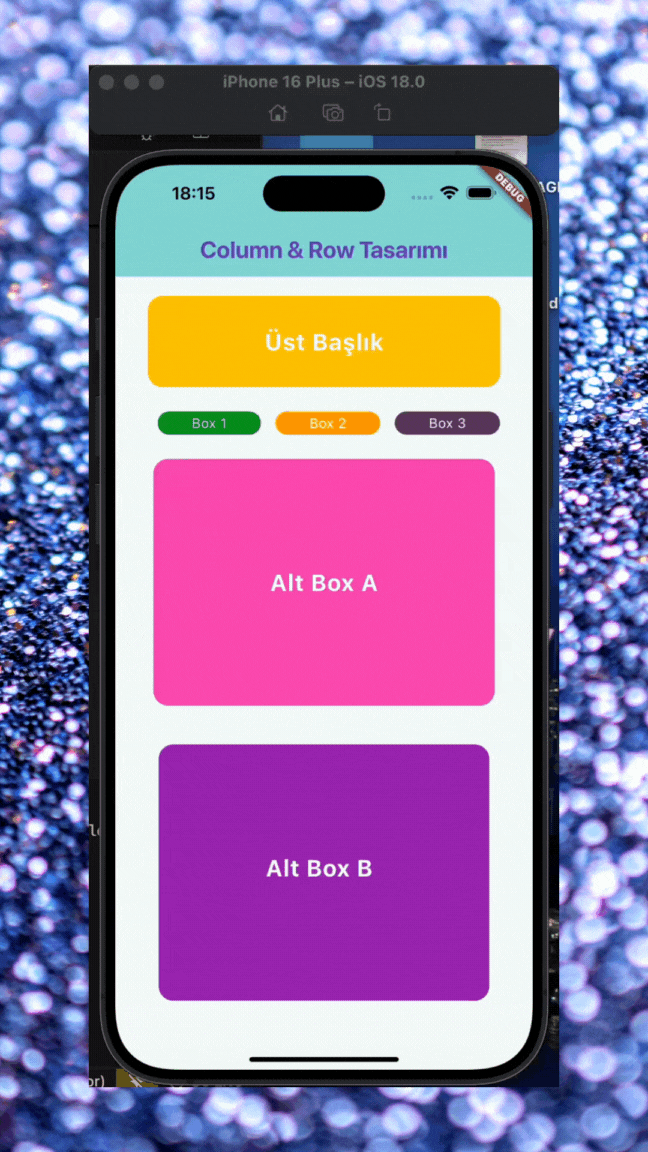 iPhone 16 Plus – iOS 18.0
18:15
DEBUG
Column & Row Tasarımı
Üst Başlık
Box 1 Box 2 Box 3
Alt Box A
Alt Box B